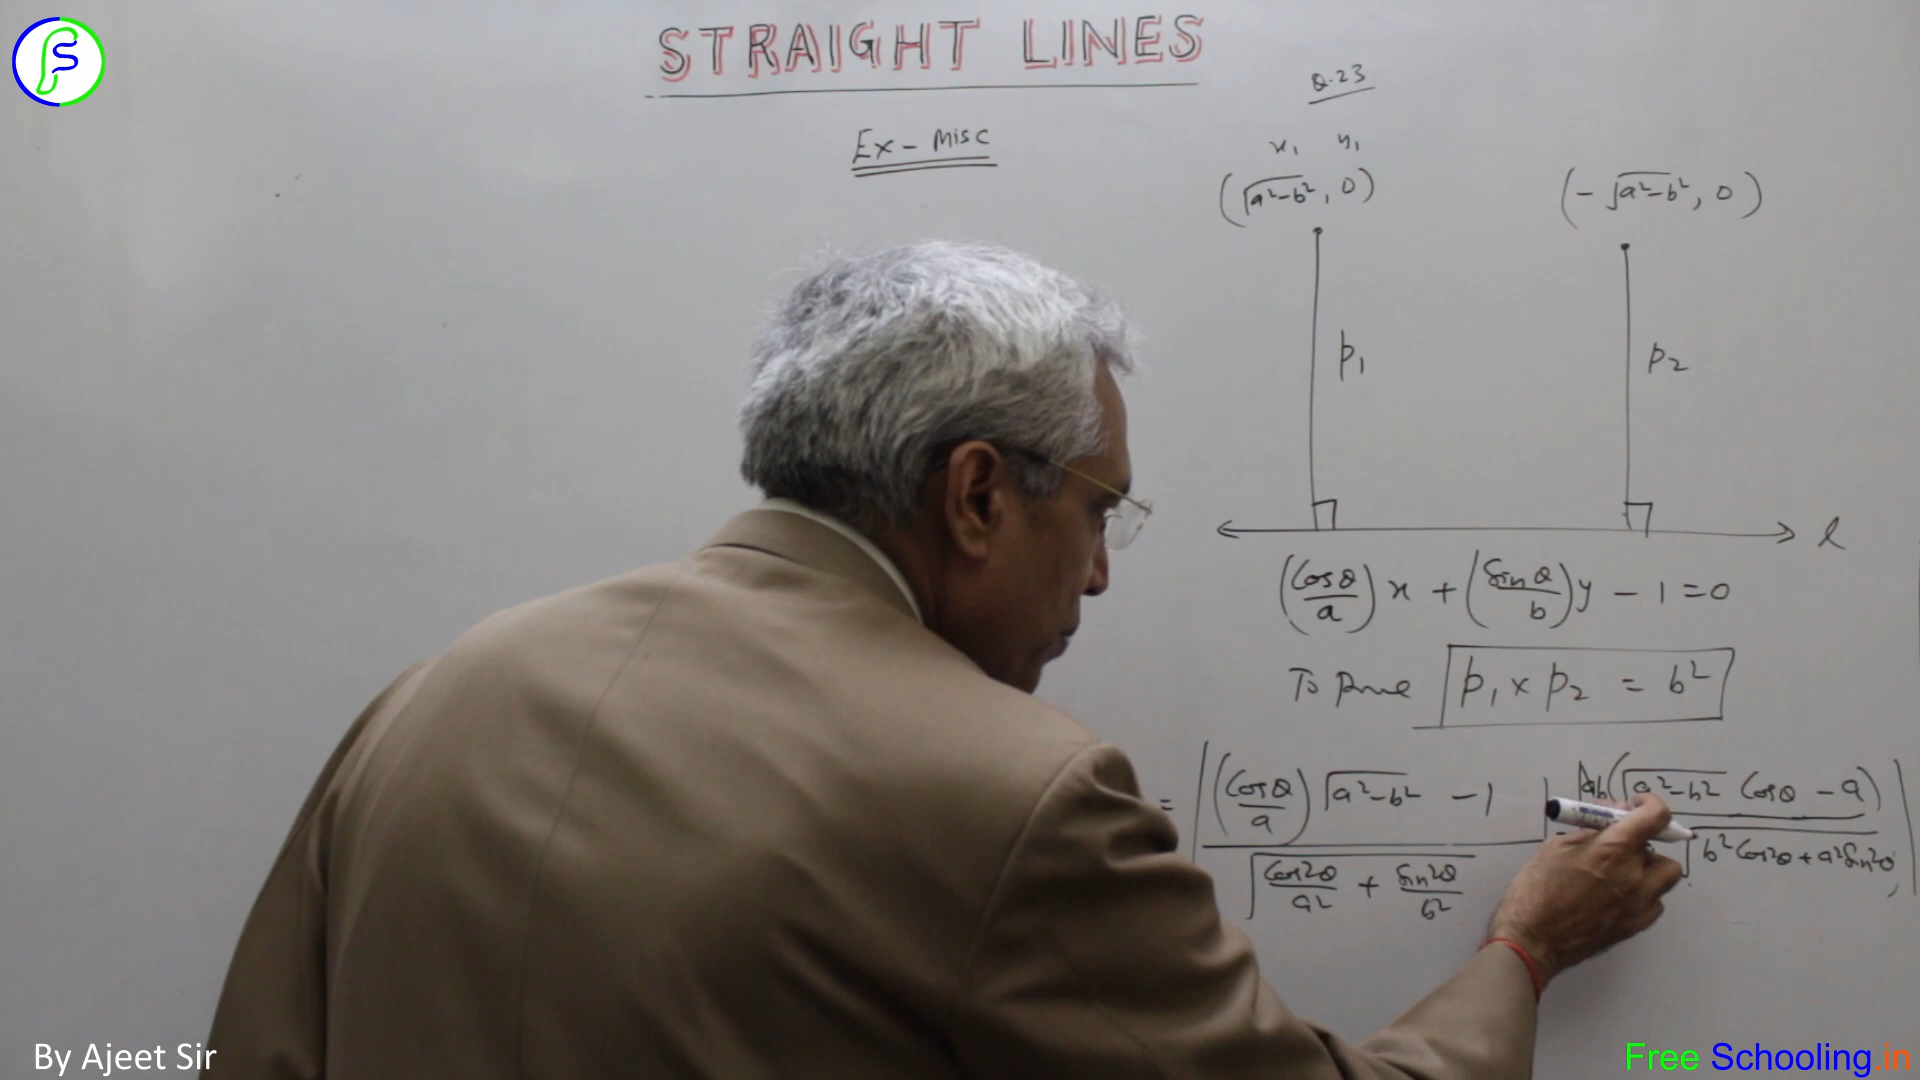 STRAIGHT LINES
Q.23
Ex - Misc
x₁ y₁
(√a²-b², 0) (-√a²-b², 0)
p₁ p₂
l
(Cosθ/a)x + (Sinθ/b)y - 1 = 0
To prove p₁ × p₂ = b²
= |(Cosθ/a)√a²-b² - 1| / √Cos²θ/a² + Sin²θ/b² = |ab(√a²-b² Cosθ - a) / √b²Cos²θ + a²Sin²θ|
By Ajeet Sir
Free Schooling.in